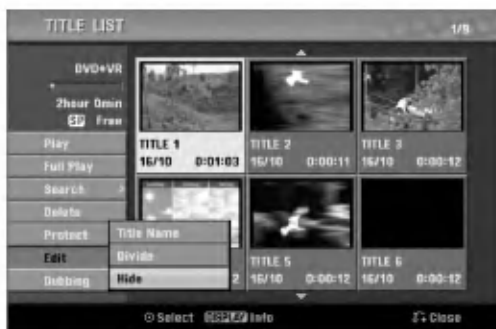 TITLE LIST
1/9
DVD+VR
2hour 0min
SP Free
Play
Full Play
Search >
Delete
Protect
Edit
Dubbing
Title Name
Divide
Hide
TITLE 1
16/10 0:01:03
TITLE 2
16/10 0:00:11
TITLE 3
16/10 0:00:12
2
TITLE 5
16/10 0:00:12
TITLE 6
16/10 0:00:12
Select DISPLAY Info
Close